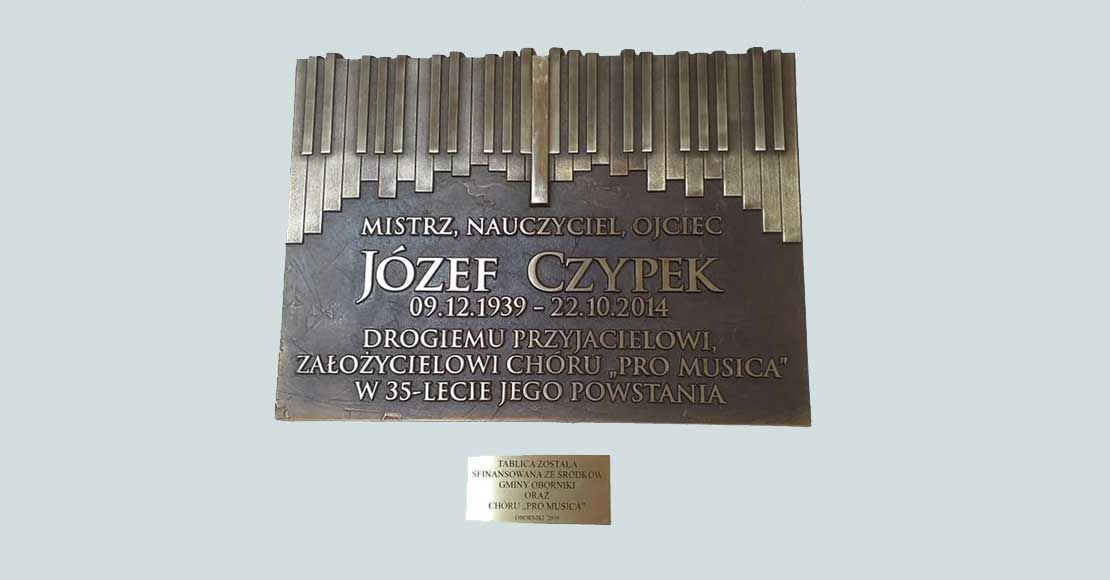 MISTRZ, NAUCZYCIEL, OJCIEC
JÓZEF CZYPEK
09.12.1939 – 22.10.2014
DROGIEMU PRZYJACIELOWI,
ZAŁOŻYCIELOWI CHÓRU „PRO MUSICA”
W 35-LECIE JEGO POWSTANIA
TABLICA ZOSTAŁA
SFINANSOWANA ZE ŚRODKÓW
GMINY OBORNIKI
ORAZ
CHÓRU „PRO MUSICA”
OBORNIKI